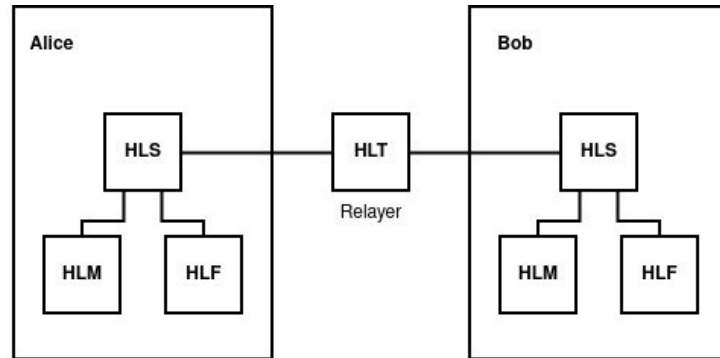 Alice
Bob
HLS
HLT
HLS
Relayer
HLM
HLF
HLM
HLF